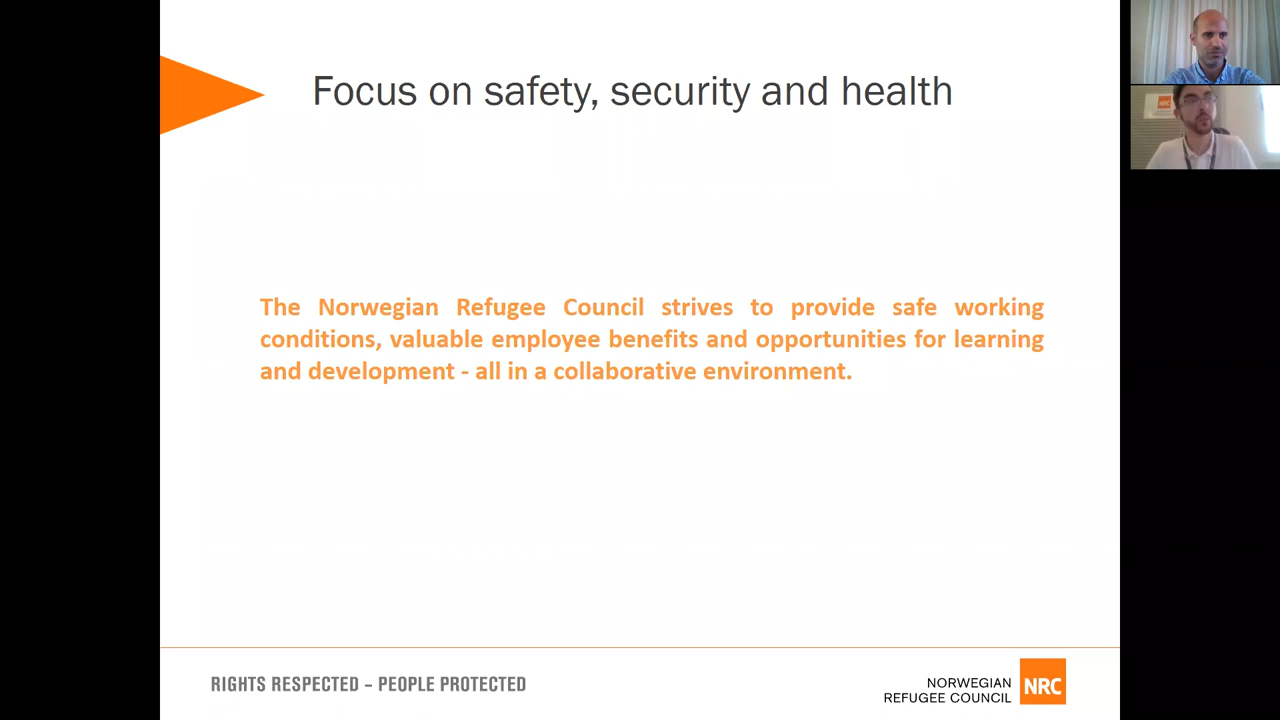 Focus on safety, security and health
The Norwegian Refugee Council strives to provide safe working
conditions, valuable employee benefits and opportunities for learning
and development - all in a collaborative environment.
RIGHTS RESPECTED – PEOPLE PROTECTED
NORWEGIAN
REFUGEE COUNCIL
NRC
NRC